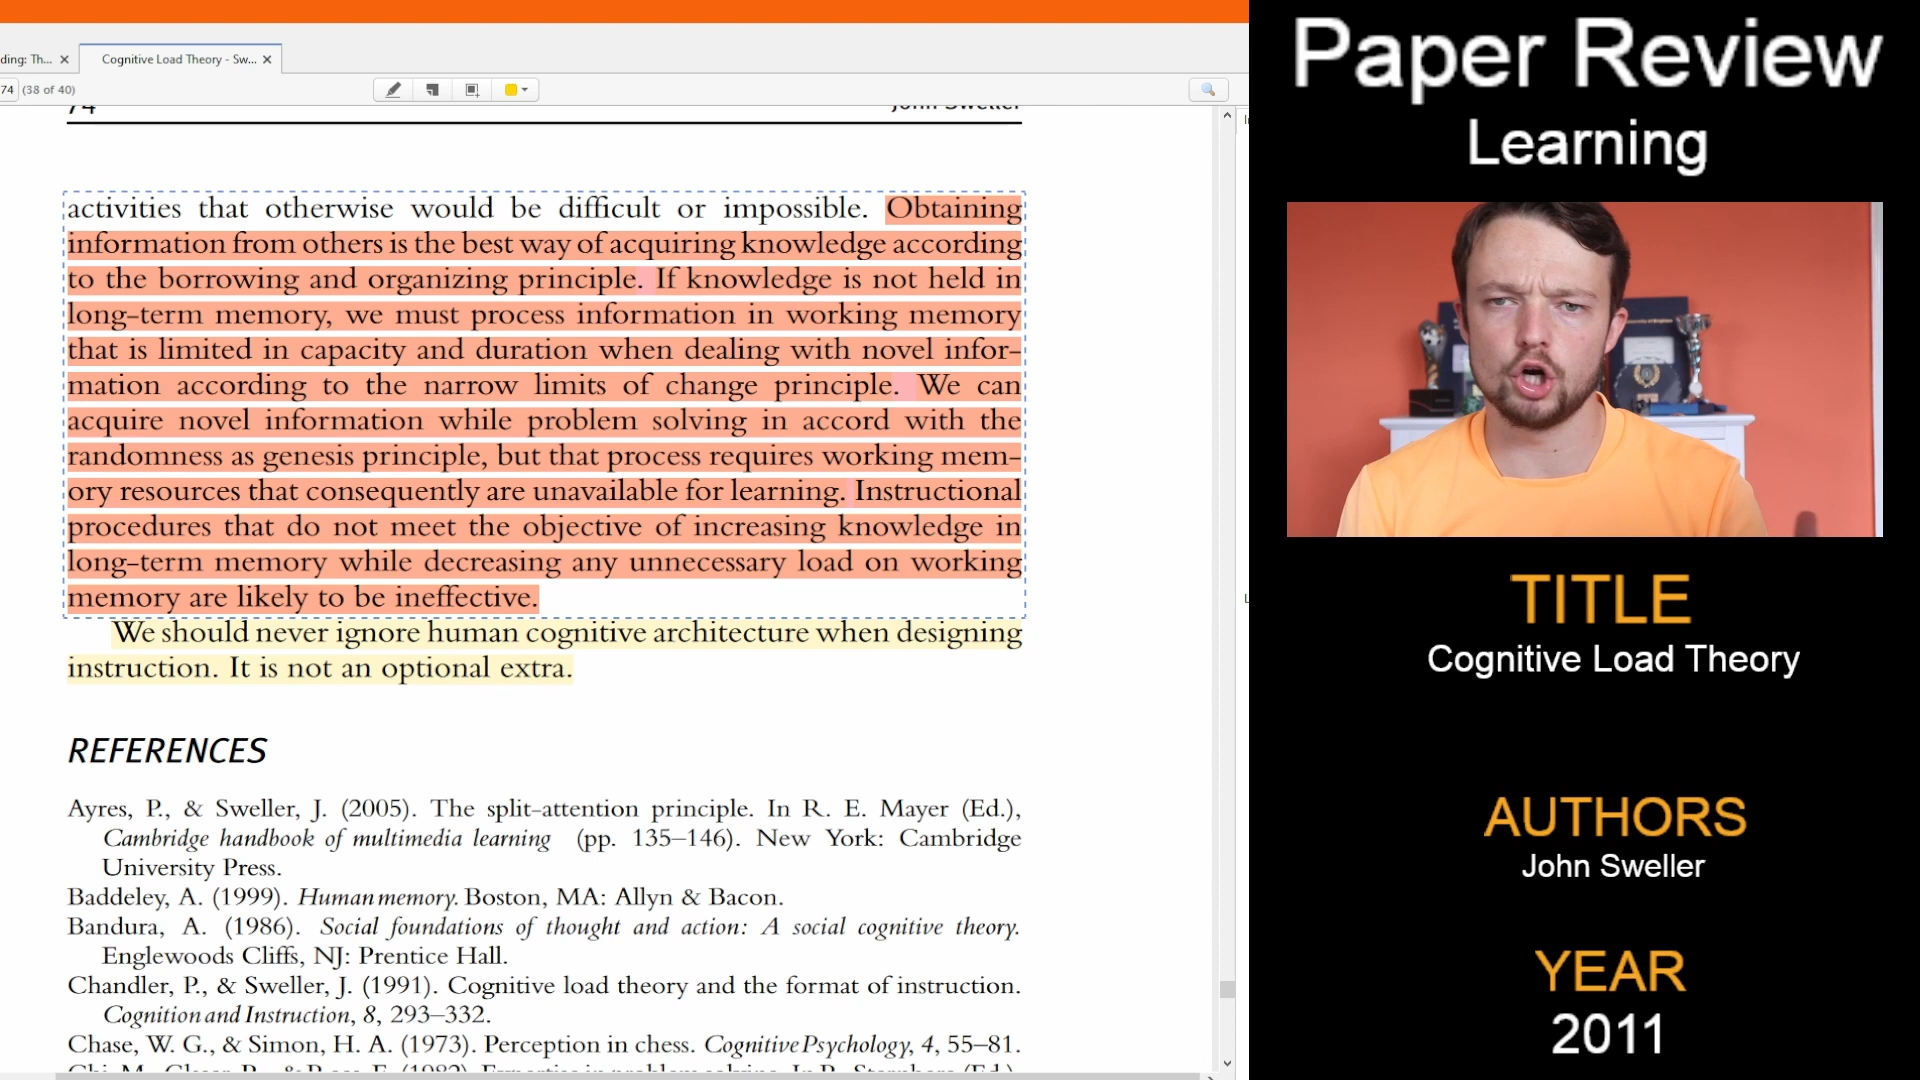 Paper Review
Learning
ding: Th...
Cognitive Load Theory - Sw...
74 (38 of 40)
74 John Sweller
activities that otherwise would be difficult or impossible. Obtaining
information from others is the best way of acquiring knowledge according
to the borrowing and organizing principle. If knowledge is not held in
long-term memory, we must process information in working memory
that is limited in capacity and duration when dealing with novel infor-
mation according to the narrow limits of change principle. We can
acquire novel information while problem solving in accord with the
randomness as genesis principle, but that process requires working mem-
ory resources that consequently are unavailable for learning. Instructional
procedures that do not meet the objective of increasing knowledge in
long-term memory while decreasing any unnecessary load on working
memory are likely to be ineffective.
We should never ignore human cognitive architecture when designing
instruction. It is not an optional extra.
REFERENCES
Ayres, P., & Sweller, J. (2005). The split-attention principle. In R. E. Mayer (Ed.),
Cambridge handbook of multimedia learning (pp. 135–146). New York: Cambridge
University Press.
Baddeley, A. (1999). Human memory. Boston, MA: Allyn & Bacon.
Bandura, A. (1986). Social foundations of thought and action: A social cognitive theory.
Englewoods Cliffs, NJ: Prentice Hall.
Chandler, P., & Sweller, J. (1991). Cognitive load theory and the format of instruction.
Cognition and Instruction, 8, 293–332.
Chase, W. G., & Simon, H. A. (1973). Perception in chess. Cognitive Psychology, 4, 55–81.
TITLE
Cognitive Load Theory
AUTHORS
John Sweller
YEAR
2011